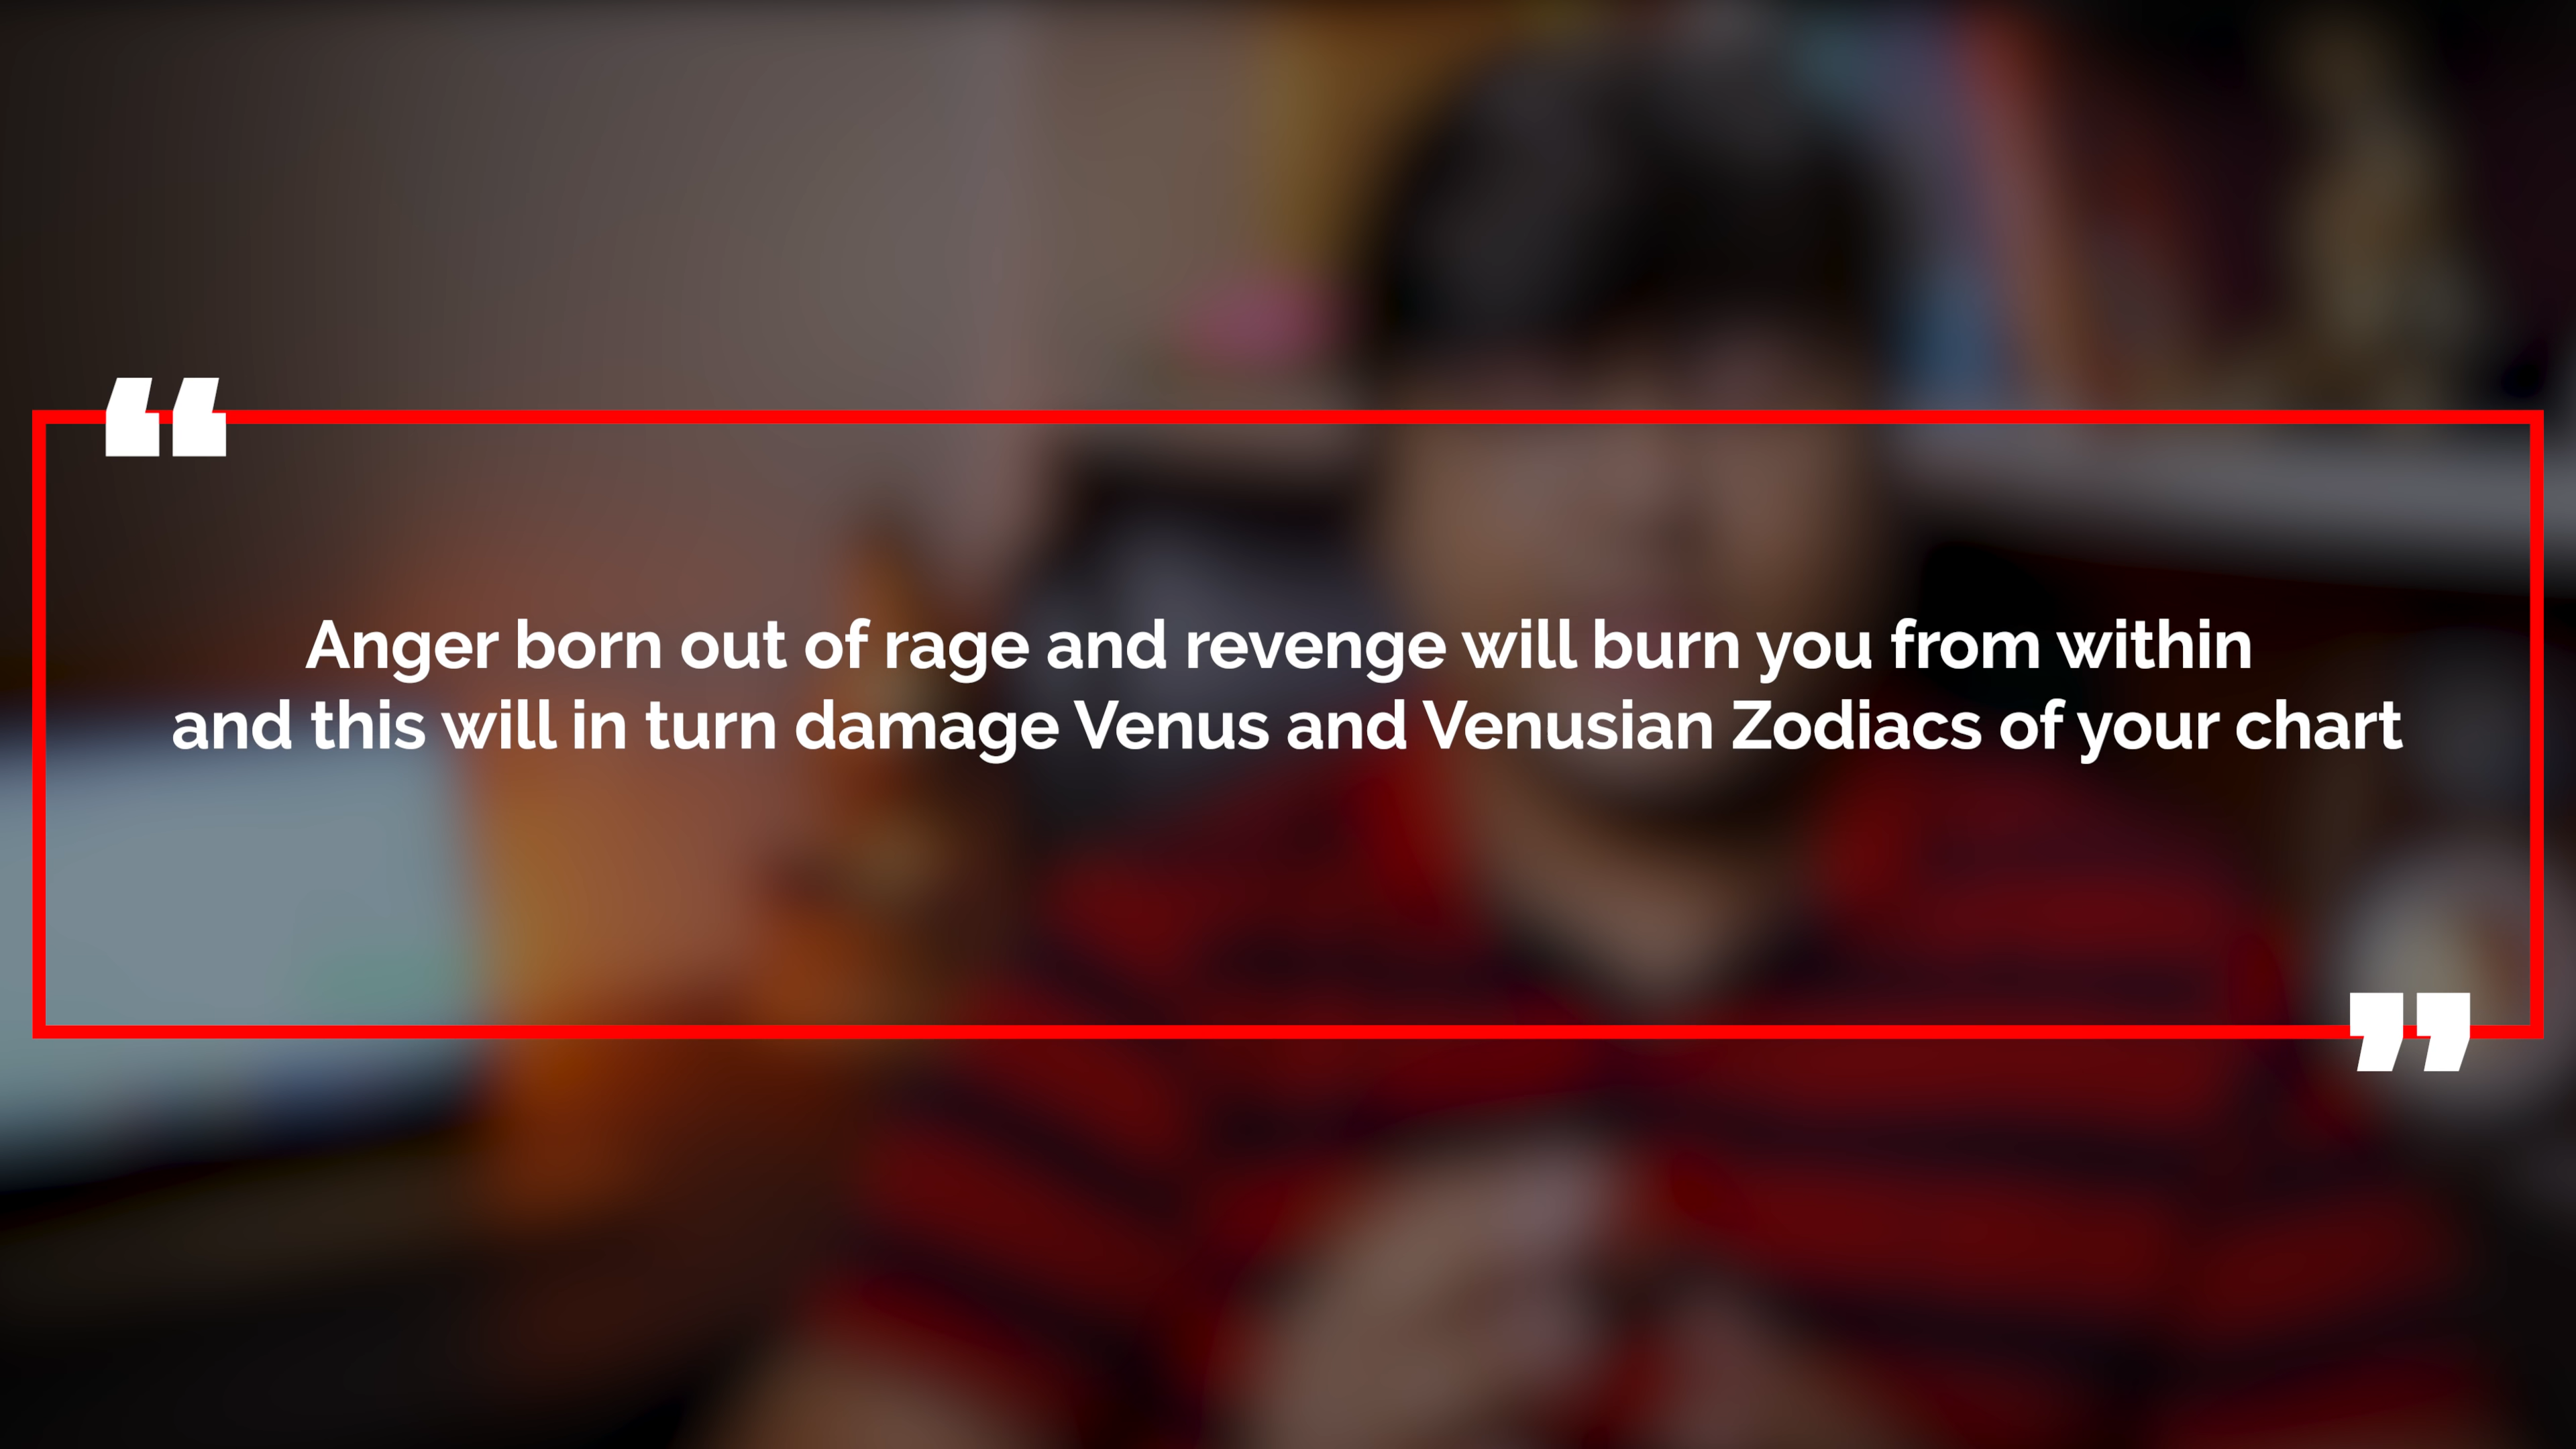 “
Anger born out of rage and revenge will burn you from within
and this will in turn damage Venus and Venusian Zodiacs of your chart
”